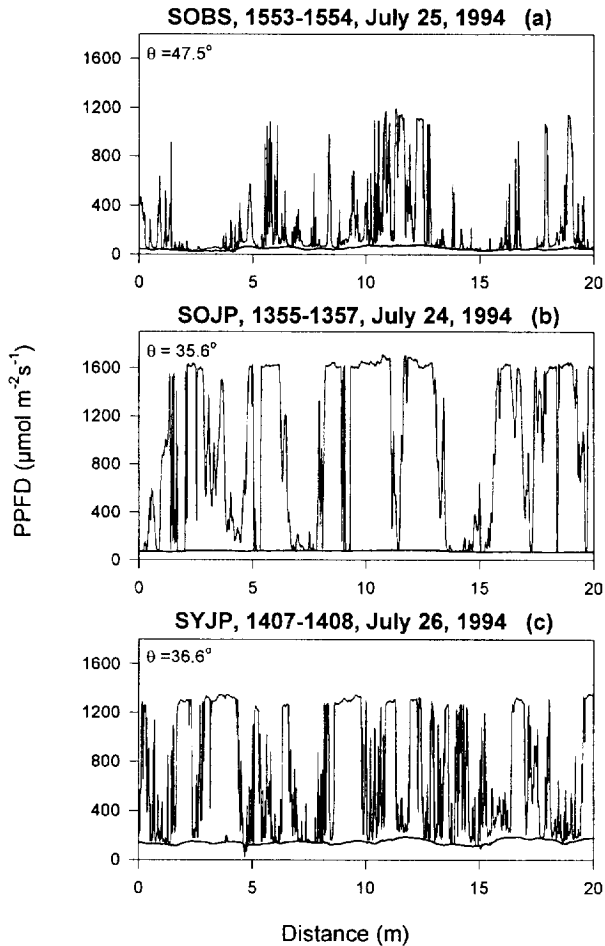 SOBS, 1553-1554, July 25, 1994 (a)
1600
θ =47.5°
1200
800
400
0
0 5 10 15 20
SOJP, 1355-1357, July 24, 1994 (b)
1600
θ = 35.6°
1200
800
400
0
0 5 10 15 20
PPFD (µmol m⁻²s⁻¹)
SYJP, 1407-1408, July 26, 1994 (c)
1600
θ =36.6°
1200
800
400
0
0 5 10 15 20
Distance (m)